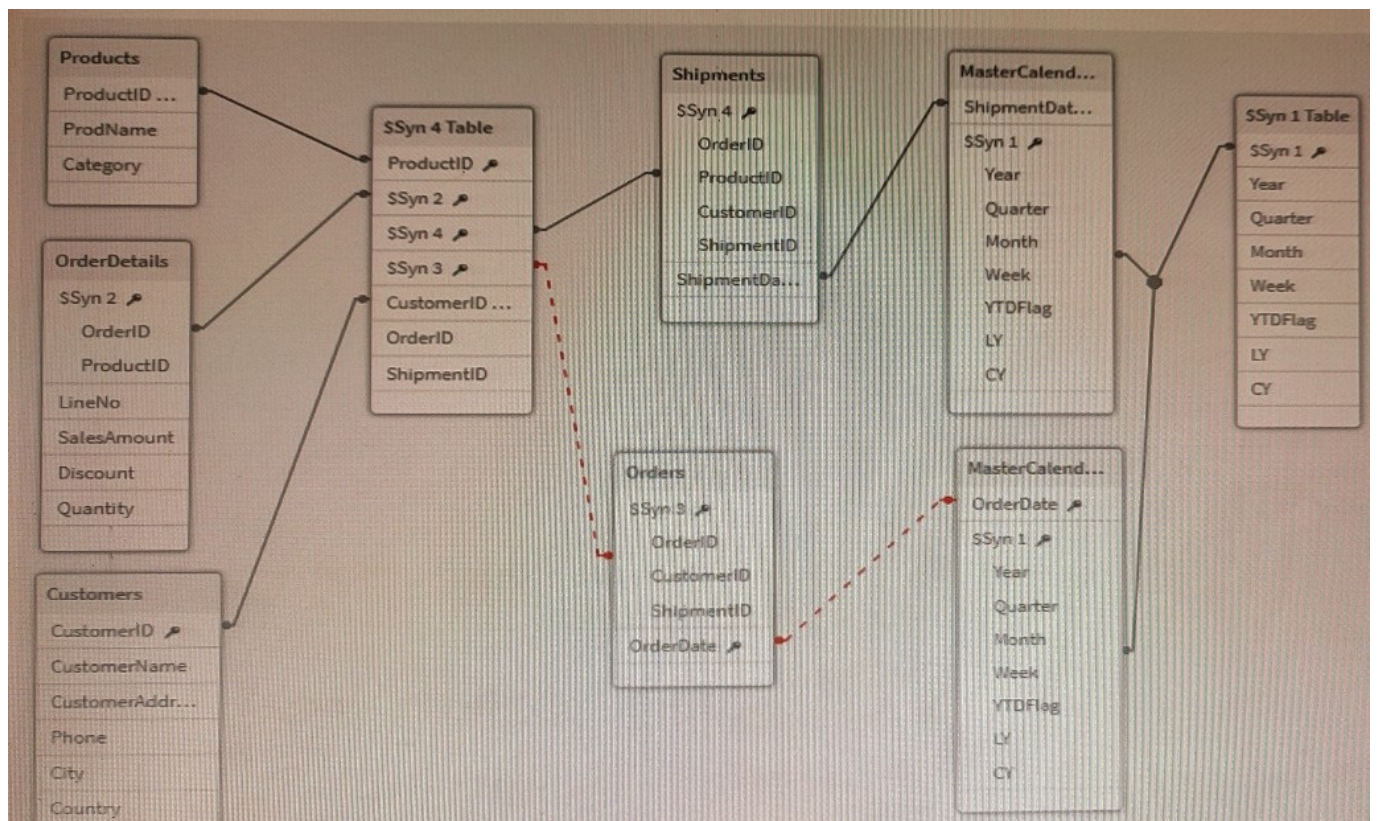 Products
ProductID ...
ProdName
Category
OrderDetails
$Syn 2
OrderID
ProductID
LineNo
SalesAmount
Discount
Quantity
Customers
CustomerID
CustomerName
CustomerAddr...
Phone
City
Country
$Syn 4 Table
ProductID
$Syn 2
$Syn 4
$Syn 3
CustomerID ...
OrderID
ShipmentID
Shipments
$Syn 4
OrderID
ProductID
CustomerID
ShipmentID
ShipmentDa...
Orders
$Syn 3
OrderID
CustomerID
ShipmentID
OrderDate
MasterCalend...
ShipmentDat...
$Syn 1
Year
Quarter
Month
Week
YTDFlag
LY
CY
MasterCalend...
OrderDate
$Syn 1
Year
Quarter
Month
Week
YTDFlag
LY
CY
$Syn 1 Table
$Syn 1
Year
Quarter
Month
Week
YTDFlag
LY
CY